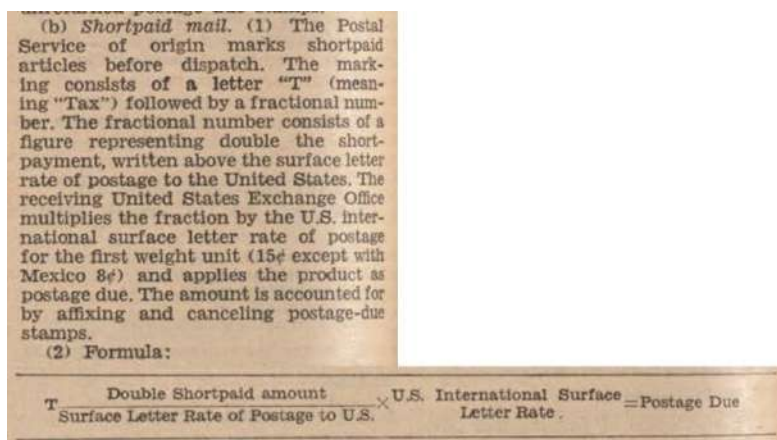 (b) Shortpaid mail. (1) The Postal
Service of origin marks shortpaid
articles before dispatch. The mark-
ing consists of a letter “T” (mean-
ing “Tax”) followed by a fractional num-
ber. The fractional number consists of a
figure representing double the short-
payment, written above the surface letter
rate of postage to the United States. The
receiving United States Exchange Office
multiplies the fraction by the U.S. inter-
national surface letter rate of postage
for the first weight unit (15¢ except with
Mexico 8¢) and applies the product as
postage due. The amount is accounted for
by affixing and canceling postage-due
stamps.
(2) Formula:
Double Shortpaid amount
T × U.S. International Surface = Postage Due
Surface Letter Rate of Postage to U.S. Letter Rate.